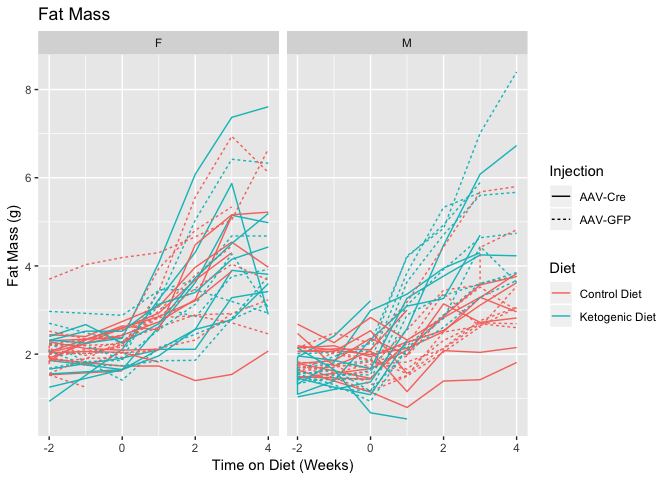 Fat Mass
F M
8
6
4
2
Fat Mass (g)
-2 0 2 4 -2 0 2 4
Time on Diet (Weeks)
Injection
AAV-Cre
AAV-GFP
Diet
Control Diet
Ketogenic Diet